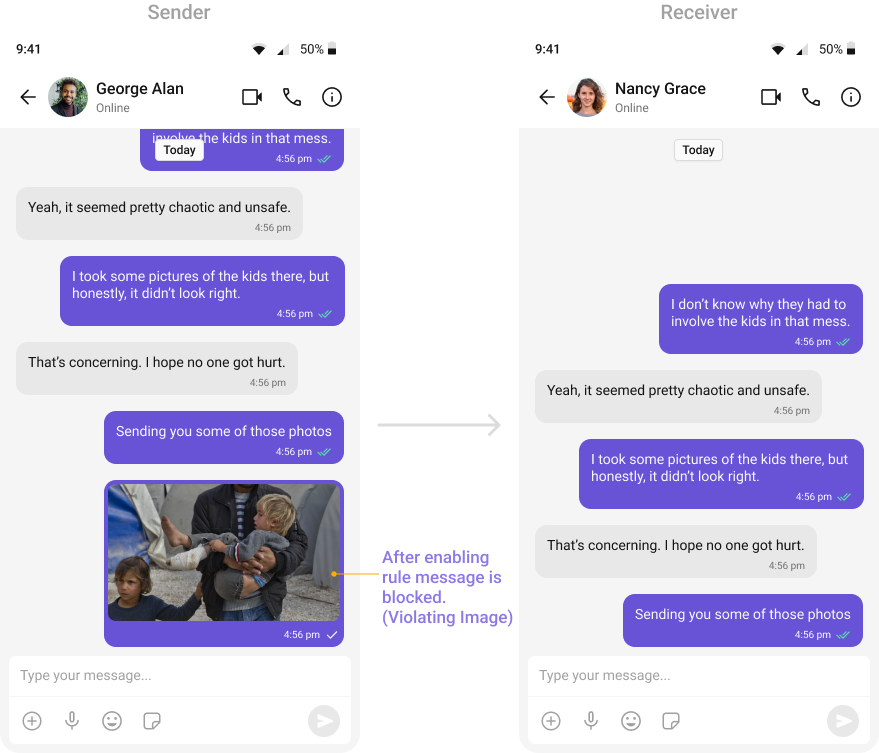 Sender
9:41
50%
George Alan
Online
involve the kids in that mess.
Today
4:56 pm
Yeah, it seemed pretty chaotic and unsafe.
4:56 pm
I took some pictures of the kids there, but
honestly, it didn’t look right.
4:56 pm
That’s concerning. I hope no one got hurt.
4:56 pm
Sending you some of those photos
4:56 pm
4:56 pm
Type your message...
After enabling
rule message is
blocked.
(Violating Image)
Receiver
9:41
50%
Nancy Grace
Online
Today
I don’t know why they had to
involve the kids in that mess.
4:56 pm
Yeah, it seemed pretty chaotic and unsafe.
4:56 pm
I took some pictures of the kids there, but
honestly, it didn’t look right.
4:56 pm
That’s concerning. I hope no one got hurt.
4:56 pm
Sending you some of those photos
4:56 pm
Type your message...